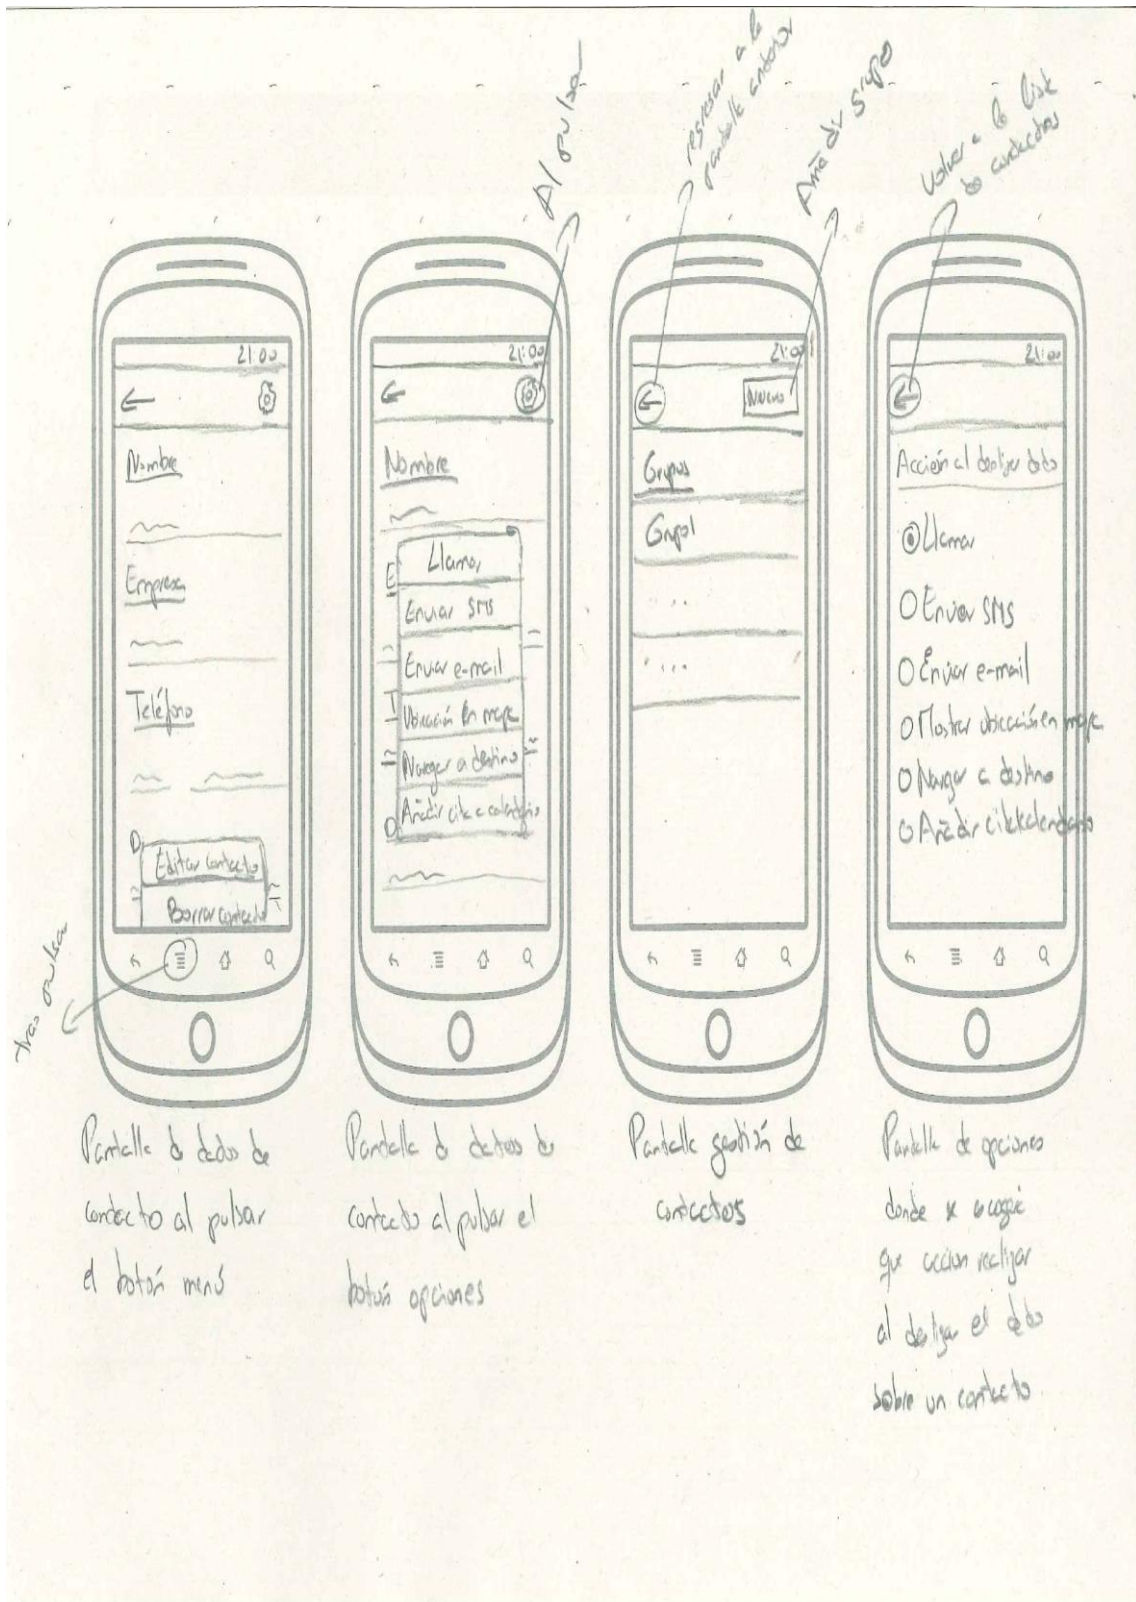 Al pulsar
regresar a la
pantalla anterior
Añadir grupo
Volver a la lista
de contactos
21:00
Nombre
Empresa
Teléfono
D
Editar contacto
Borrar contacto
Tras pulsar
Pantalla de datos de
contacto al pulsar
el botón menú
21:00
Nombre
E
Llamar
Enviar SMS
Enviar e-mail
T
Ubicación en mapa
Navegar a destino
Añadir cita a calendario
D
Pantalla de datos de
contacto al pulsar el
botón opciones
21:00
Nuevo
Grupos
Grupo1
....
....
Pantalla gestión de
contactos
21:00
Acción al deslizar dedo
Llamar
Enviar SMS
Enviar e-mail
Mostrar ubicación en mapa
Navegar a destino
Añadir cita calendario
Pantalla de opciones
donde se escoge
que accion realizar
al deslizar el dedo
sobre un contacto